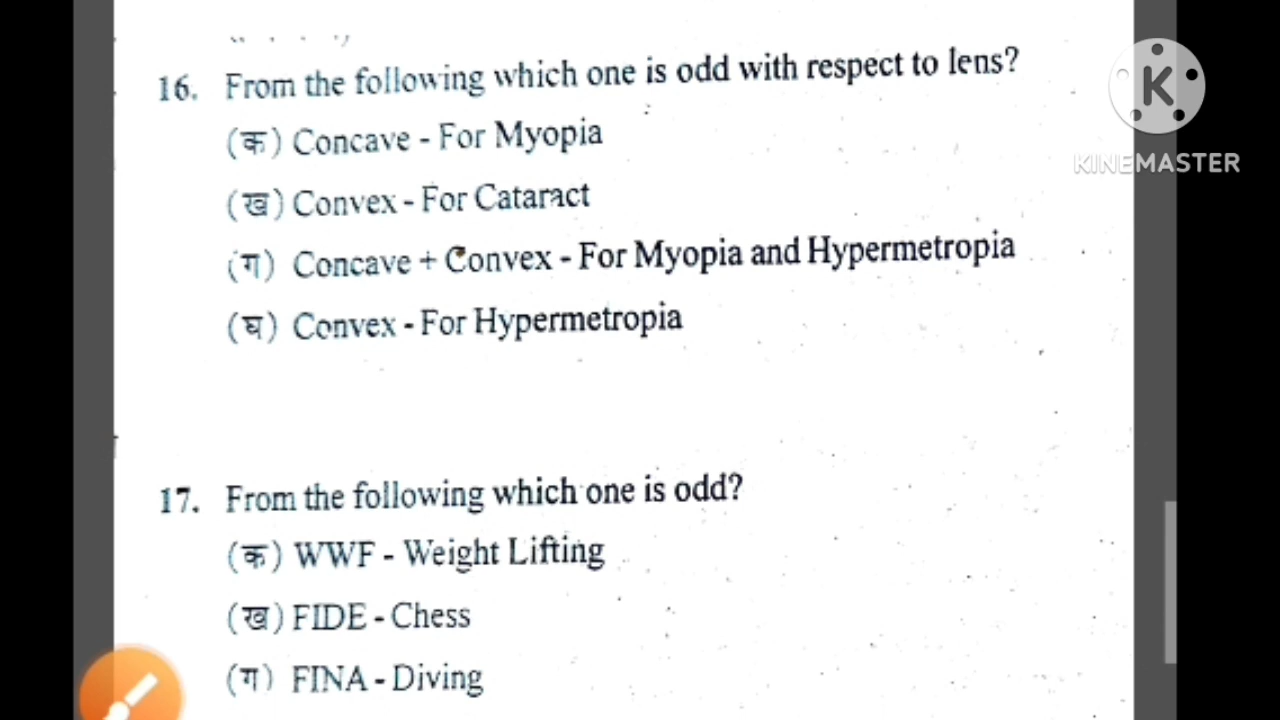 16. From the following which one is odd with respect to lens?
(क) Concave - For Myopia
(ख) Convex - For Cataract
(ग) Concave + Convex - For Myopia and Hypermetropia
(घ) Convex - For Hypermetropia
17. From the following which one is odd?
(क) WWF - Weight Lifting
(ख) FIDE - Chess
(ग) FINA - Diving
K
KINEMASTER